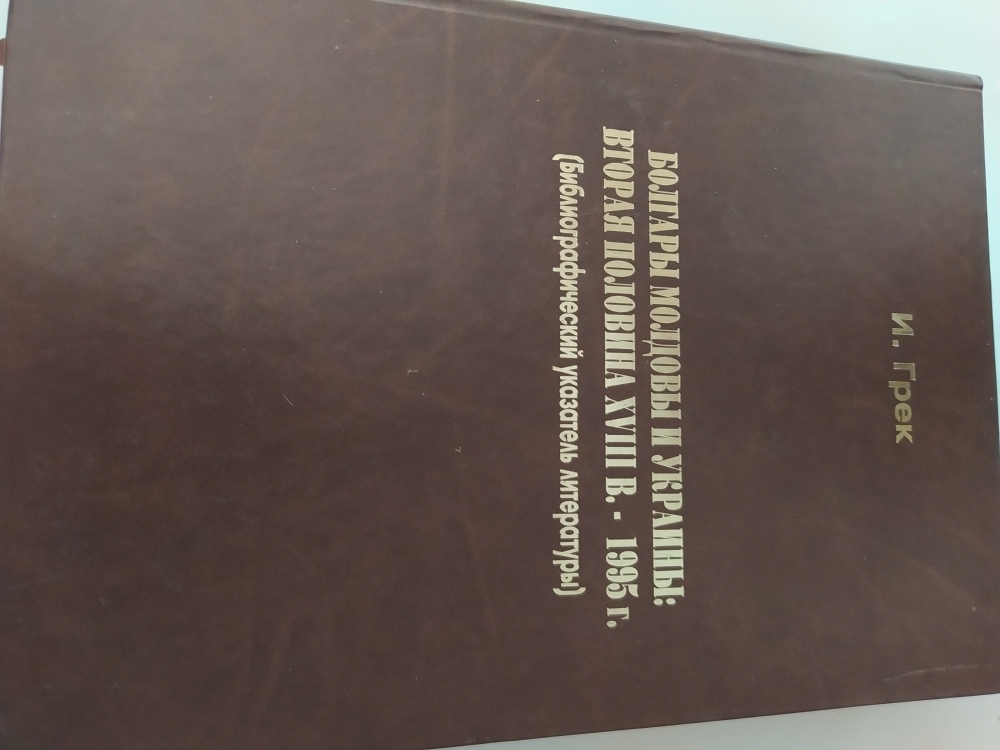 И. Грек
БОЛГАРЫ МОЛДОВЫ И УКРАИНЫ:
ВТОРАЯ ПОЛОВИНА XVIII В. - 1995 г.
(Библиографический указатель литературы)